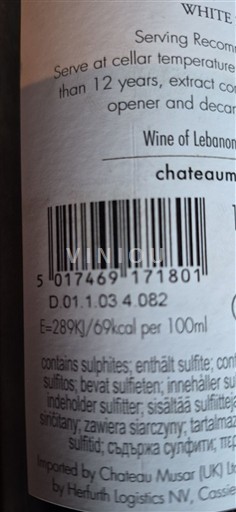 WHITE
Serving Recom
Serve at cellar temperature
than 12 years, extract co
opener and decan
Wine of Lebanon
chateaum
VINIOU
5 017469 171801
D.01.1.03 4.082
E=289KJ/69kcal per 100ml
contains sulphites; enthält sulfite; cont
sulfitos; bevat sulfieten; innehåller su
indeholder sulfitter; sisältää sulfiitteja
siričitany; zawiera siarczyny; tartalmaz
sulfitid; съдържа сулфити; περ
Imported by Chateau Musar (UK) Lt
by Herfurth Logistics NV, Cassie